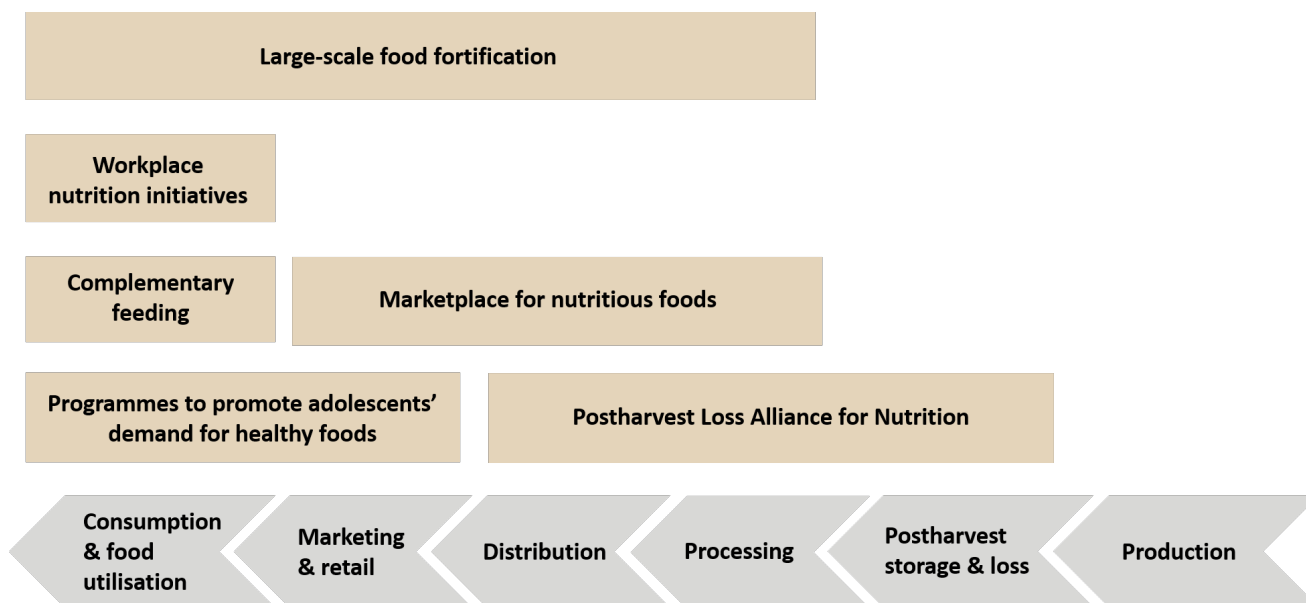 Large-scale food fortification
Workplace
nutrition initiatives
Complementary
feeding
Marketplace for nutritious foods
Programmes to promote adolescents’
demand for healthy foods
Postharvest Loss Alliance for Nutrition
Consumption
& food
utilisation
Marketing
& retail
Distribution
Processing
Postharvest
storage & loss
Production